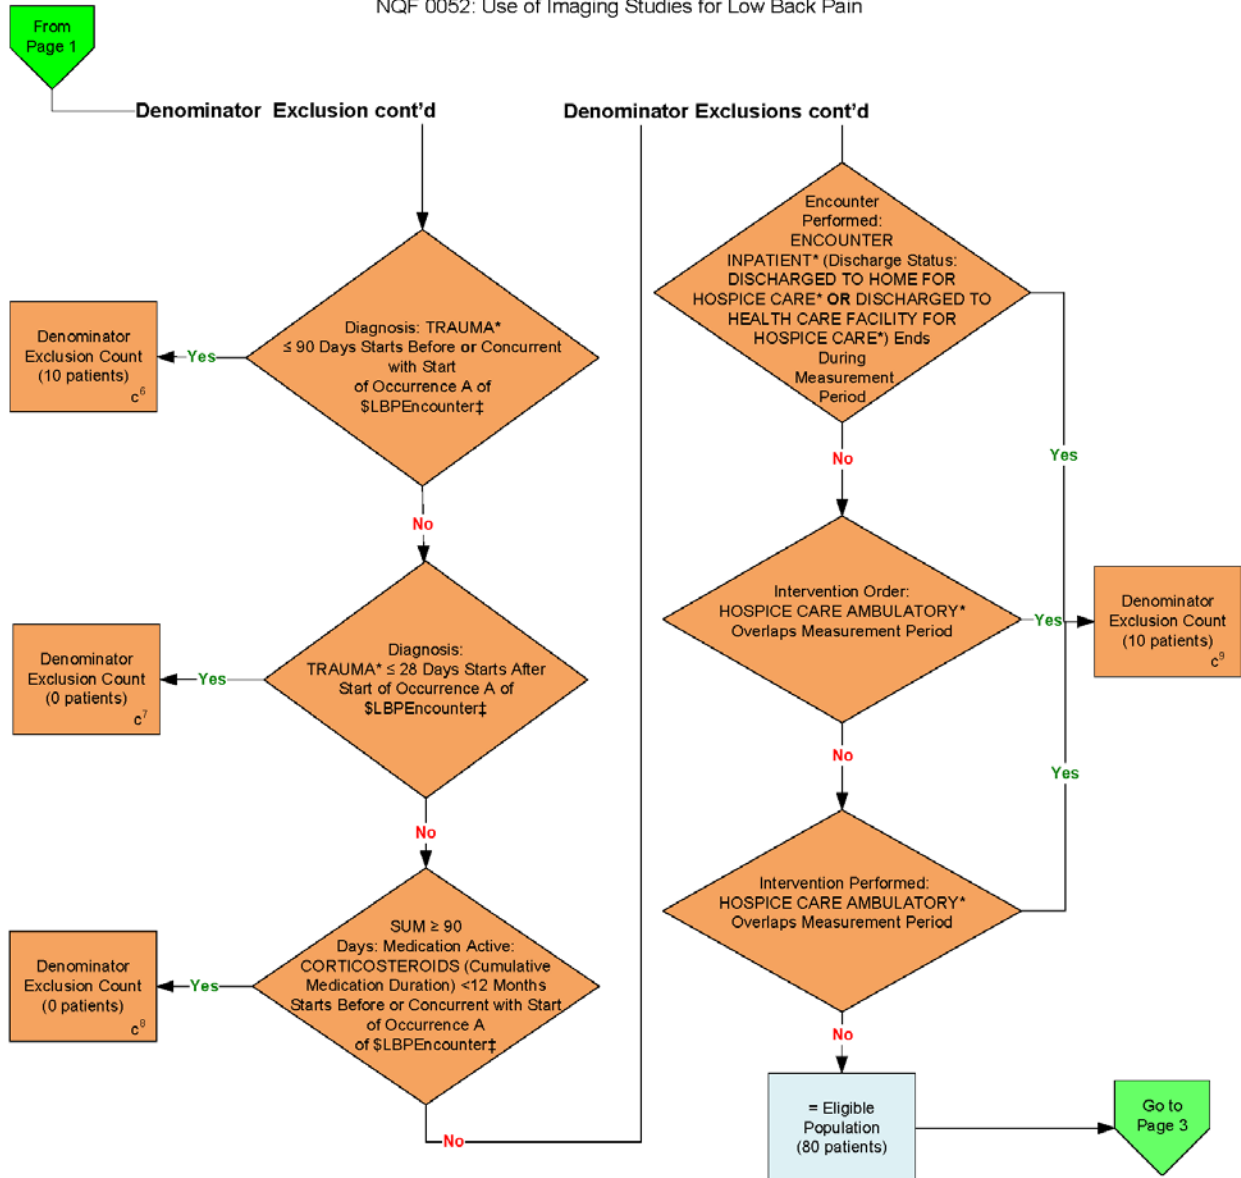 NQF 0052: Use of Imaging Studies for Low Back Pain
From
Page 1
Denominator Exclusion cont'd
Diagnosis: TRAUMA*
≤ 90 Days Starts Before or Concurrent
with Start
of Occurrence A of
$LBPEncounter‡
Yes
Denominator
Exclusion Count
(10 patients)
c⁶
No
Diagnosis:
TRAUMA* ≤ 28 Days Starts After
Start of Occurrence A of
$LBPEncounter‡
Yes
Denominator
Exclusion Count
(0 patients)
c⁷
No
SUM ≥ 90
Days: Medication Active:
CORTICOSTEROIDS (Cumulative
Medication Duration) <12 Months
Starts Before or Concurrent with Start
of Occurrence A
of $LBPEncounter‡
Yes
Denominator
Exclusion Count
(0 patients)
c⁸
No
Denominator Exclusions cont'd
Encounter
Performed:
ENCOUNTER
INPATIENT* (Discharge Status:
DISCHARGED TO HOME FOR
HOSPICE CARE* OR DISCHARGED TO
HEALTH CARE FACILITY FOR
HOSPICE CARE*) Ends
During
Measurement
Period
Yes
No
Intervention Order:
HOSPICE CARE AMBULATORY*
Overlaps Measurement Period
Yes
Denominator
Exclusion Count
(10 patients)
c⁹
No
Intervention Performed:
HOSPICE CARE AMBULATORY*
Overlaps Measurement Period
Yes
No
= Eligible
Population
(80 patients)
Go to
Page 3